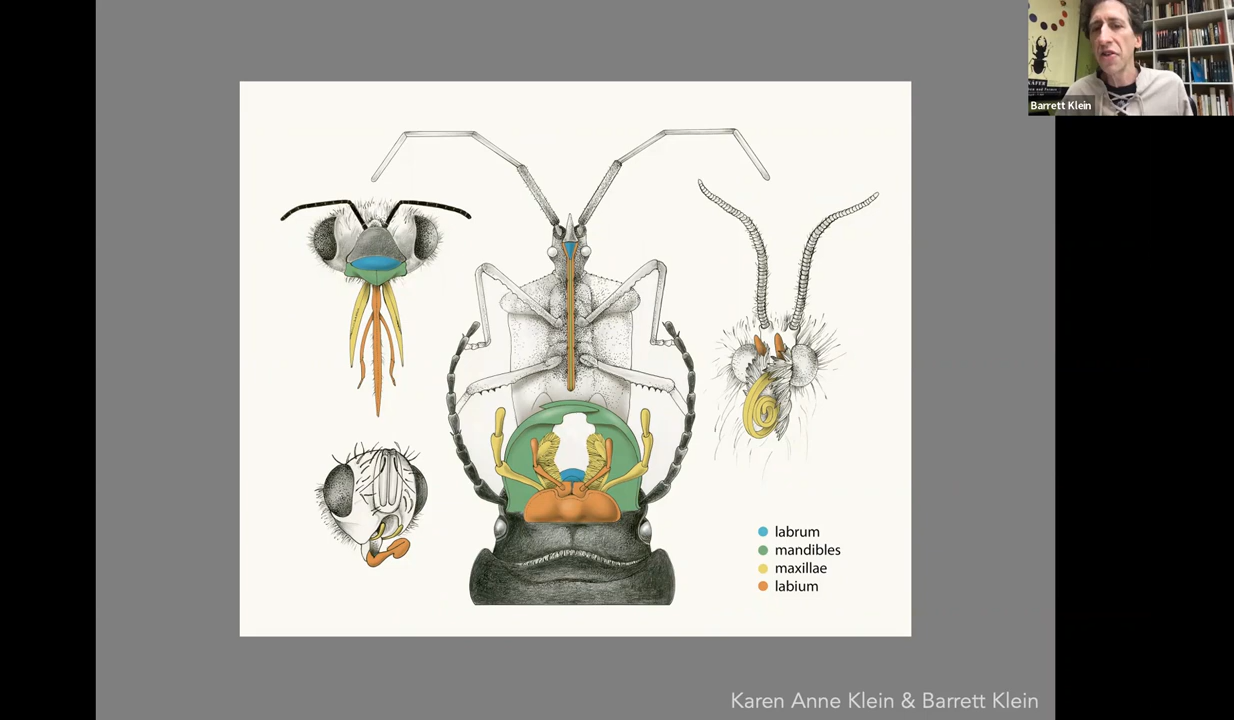 Barrett Klein
labrum
mandibles
maxillae
labium
Karen Anne Klein & Barrett Klein